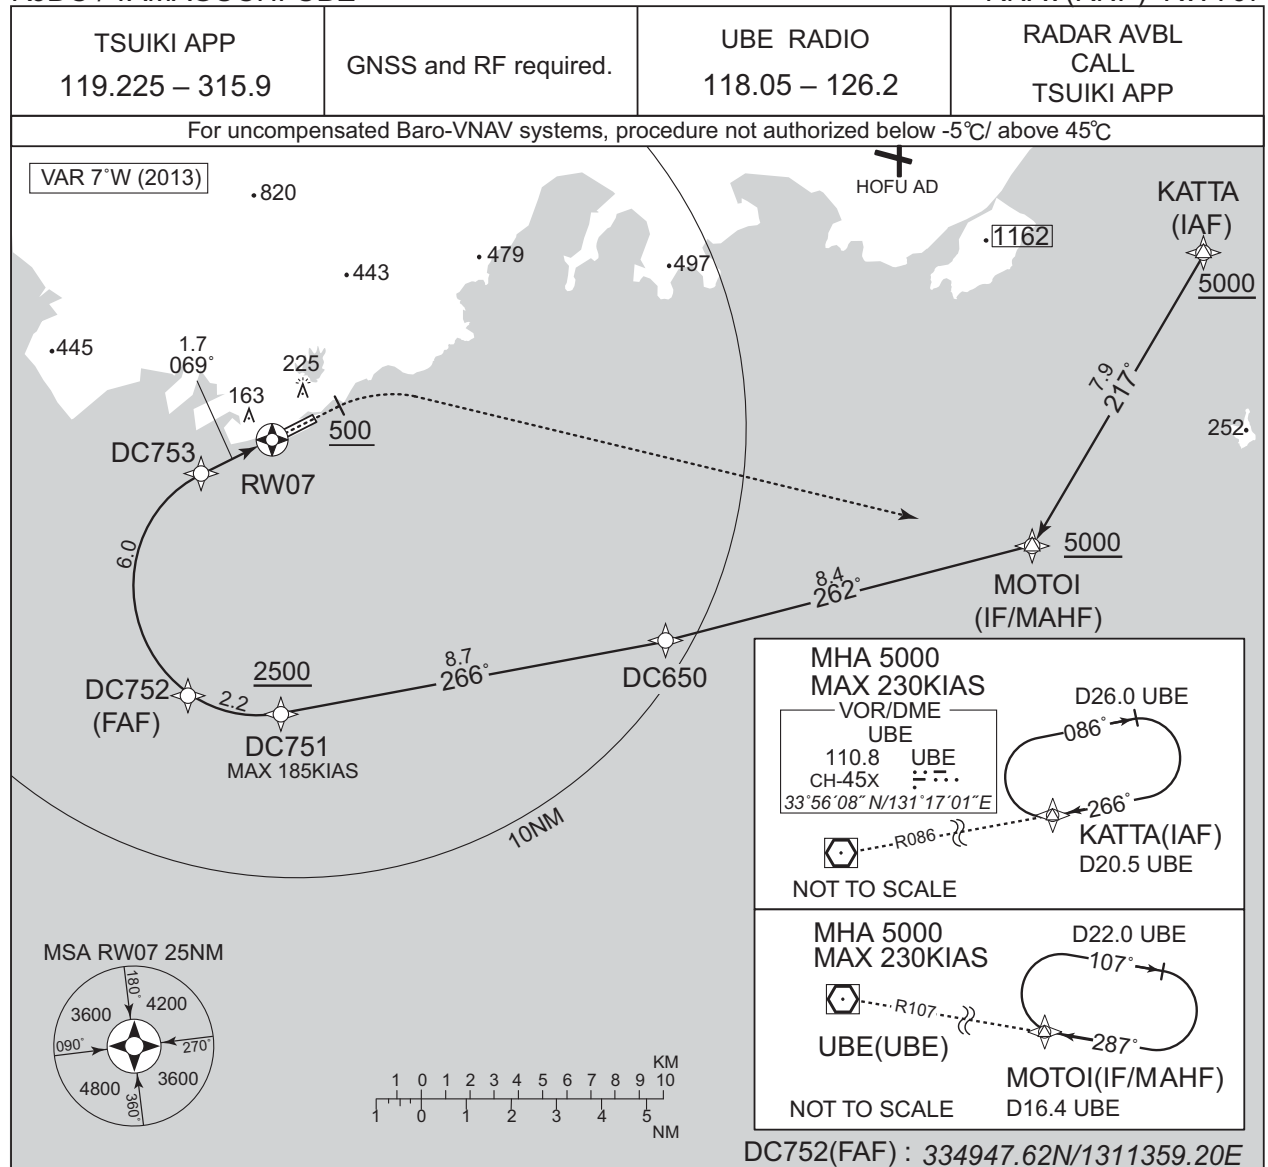 TSUIKI APP
119.225 – 315.9
GNSS and RF required.
UBE RADIO
118.05 – 126.2
RADAR AVBL
CALL
TSUIKI APP
For uncompensated Baro-VNAV systems, procedure not authorized below -5℃/ above 45℃
VAR 7°W (2013)
820
HOFU AD
KATTA
(IAF)
5000
1162
479
497
443
445
1.7
069°
225
163
500
7.9
217°
252
DC753
RW07
6.0
5000
MOTOI
(IF/MAHF)
8.4
262°
DC650
8.7
266°
2500
DC752
(FAF)
2.2
DC751
MAX 185KIAS
10NM
MHA 5000
MAX 230KIAS
VOR/DME
UBE
110.8 UBE
CH-45X
33°56′08″N/131°17′01″E
D26.0 UBE
086°
266°
R086
KATTA(IAF)
D20.5 UBE
NOT TO SCALE
MHA 5000
MAX 230KIAS
D22.0 UBE
107°
R107
287°
UBE(UBE)
MOTOI(IF/MAHF)
D16.4 UBE
NOT TO SCALE
MSA RW07 25NM
180°
3600
4200
090°
270°
4800
3600
360°
KM
1 0 1 2 3 4 5 6 7 8 9 10
1 0 1 2 3 4 5
NM
DC752(FAF) : 334947.62N/1311359.20E